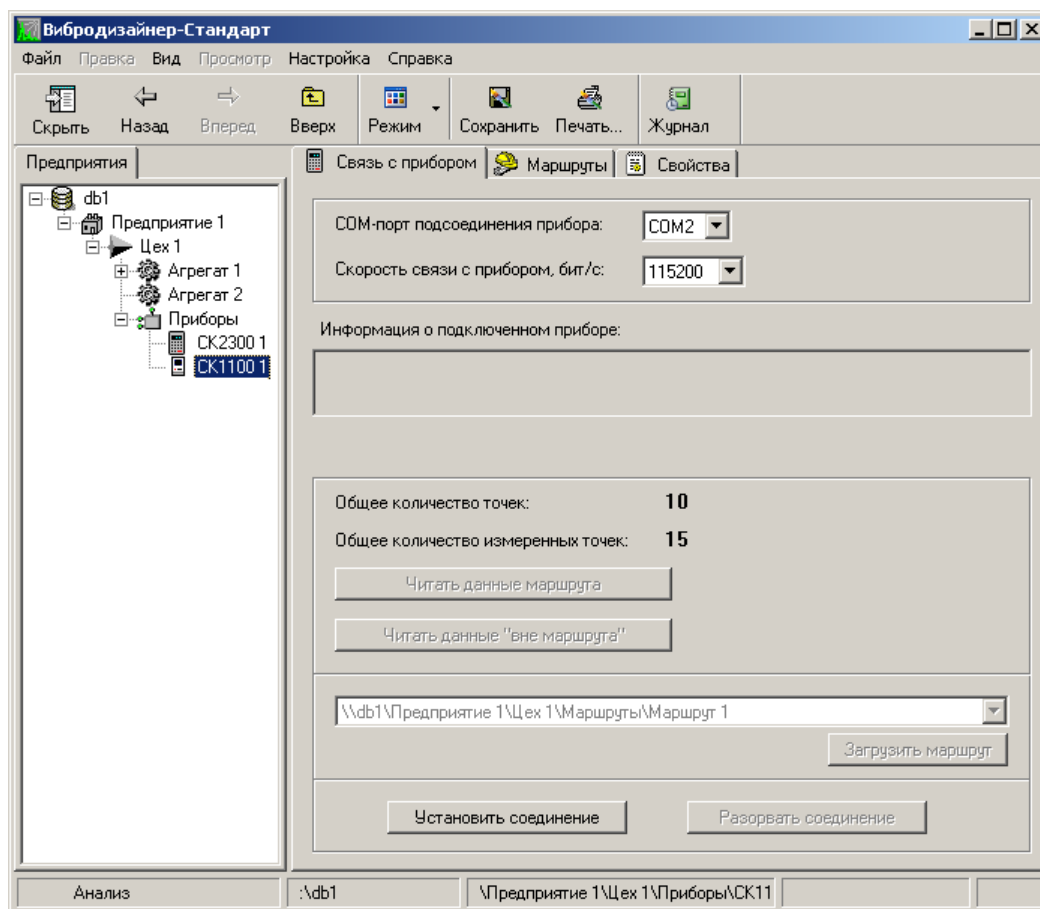 Вибродизайнер-Стандарт
Файл Правка Вид Просмотр Настройка Справка
Скрыть Назад Вперед Вверх Режим Сохранить Печать... Журнал
Предприятия
Связь с прибором Маршруты Свойства
db1
Предприятие 1
Цех 1
Агрегат 1
Агрегат 2
Приборы
СК2300 1
СК1100 1
COM-порт подсоединения прибора: COM2
Скорость связи с прибором, бит/с: 115200
Информация о подключенном приборе:
Общее количество точек: 10
Общее количество измеренных точек: 15
Читать данные маршрута
Читать данные "вне маршрута"
\\db1\Предприятие 1\Цех 1\Маршруты\Маршрут 1
Загрузить маршрут
Установить соединение Разорвать соединение
Анализ :\db1 \Предприятие 1\Цех 1\Приборы\СК11